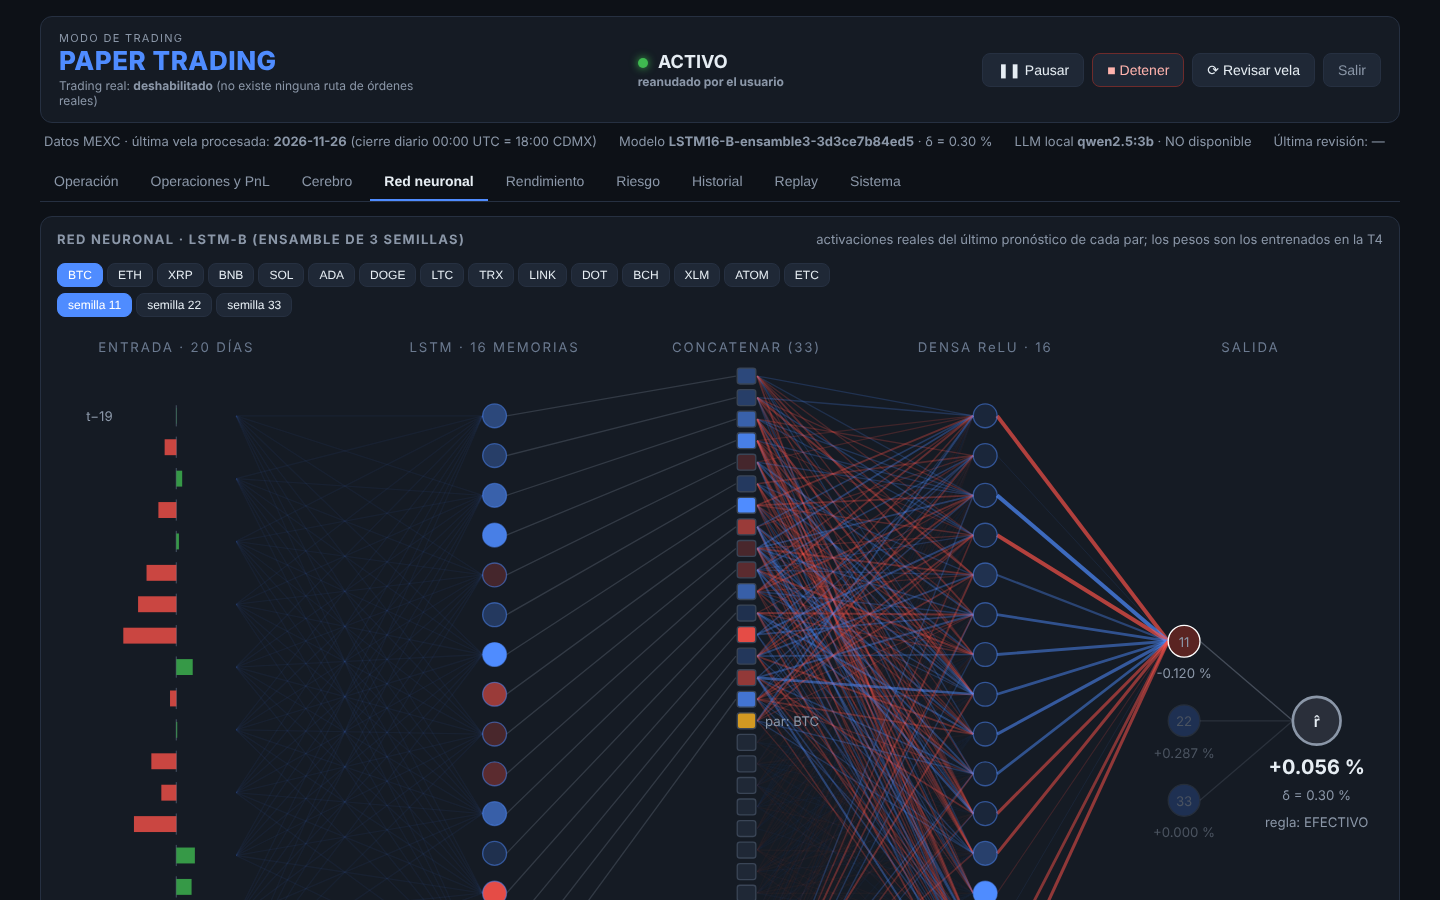 MODO DE TRADING
PAPER TRADING
Trading real: deshabilitado (no existe ninguna ruta de órdenes
reales)
ACTIVO
reanudado por el usuario
❚❚ Pausar
■ Detener
⟳ Revisar vela
Salir
Datos MEXC · última vela procesada: 2026-11-26 (cierre diario 00:00 UTC = 18:00 CDMX)
Modelo LSTM16-B-ensamble3-3d3ce7b84ed5 · δ = 0.30 %
LLM local qwen2.5:3b · NO disponible
Última revisión: —
Operación
Operaciones y PnL
Cerebro
Red neuronal
Rendimiento
Riesgo
Historial
Replay
Sistema
RED NEURONAL · LSTM-B (ENSAMBLE DE 3 SEMILLAS)
activaciones reales del último pronóstico de cada par; los pesos son los entrenados en la T4
BTC
ETH
XRP
BNB
SOL
ADA
DOGE
LTC
TRX
LINK
DOT
BCH
XLM
ATOM
ETC
semilla 11
semilla 22
semilla 33
ENTRADA · 20 DÍAS
LSTM · 16 MEMORIAS
CONCATENAR (33)
DENSA ReLU · 16
SALIDA
t−19
par: BTC
11
-0.120 %
22
+0.287 %
33
+0.000 %
r̂
+0.056 %
δ = 0.30 %
regla: EFECTIVO